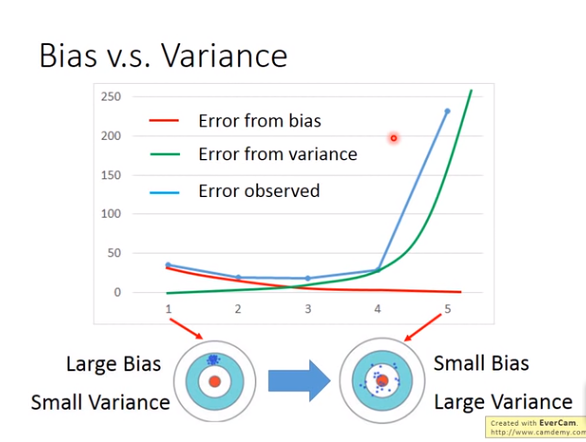 Bias v.s. Variance
250
200
150
100
50
0
Error from bias
Error from variance
Error observed
1 2 3 4 5
Large Bias
Small Variance
Small Bias
Large Variance
Created with EverCam.
http://www.camdemy.com